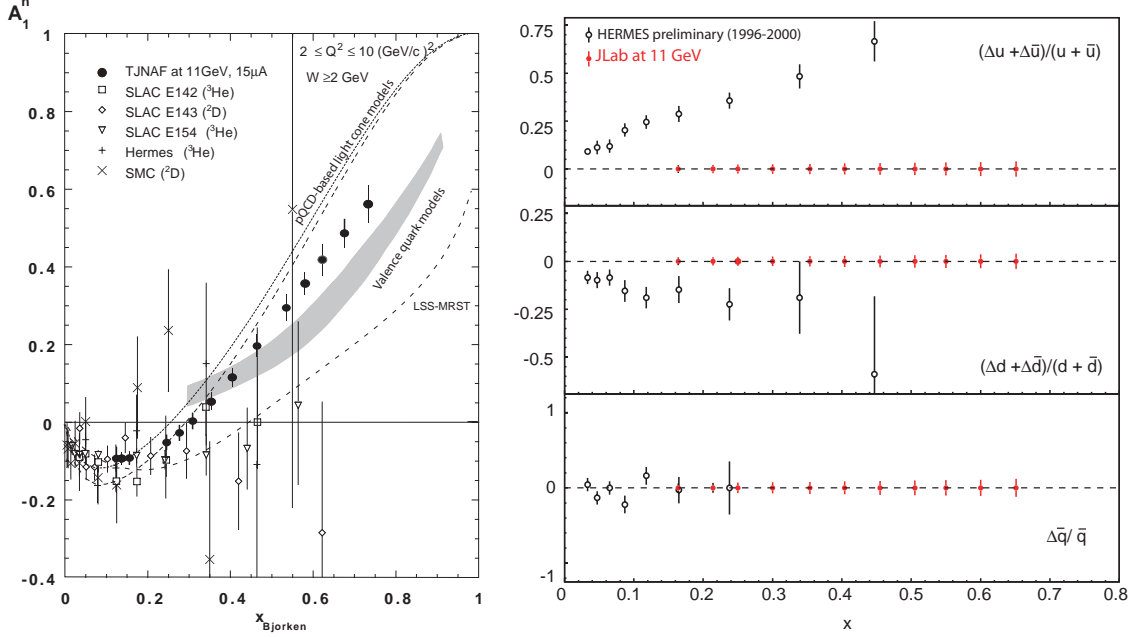 A₁ⁿ
2 ≤ Q² ≤ 10 (GeV/c)²
W ≥2 GeV
TJNAF at 11GeV, 15μA
SLAC E142 (³He)
SLAC E143 (²D)
SLAC E154 (³He)
Hermes (³He)
SMC (²D)
pQCD-based light cone models
Valence quark models
LSS-MRST
1
0.8
0.6
0.4
0.2
0
-0.2
-0.4
0 0.2 0.4 0.6 0.8 1
x Bjorken
HERMES preliminary (1996-2000)
JLab at 11 GeV
(Δu +Δū)/(u + ū)
0.75
0.5
0.25
0
0.25
0
-0.5
(Δd +Δd̄)/(d + d̄)
1
0
-1
Δq̄/ q̄
0 0.1 0.2 0.3 0.4 0.5 0.6 0.7 0.8
x